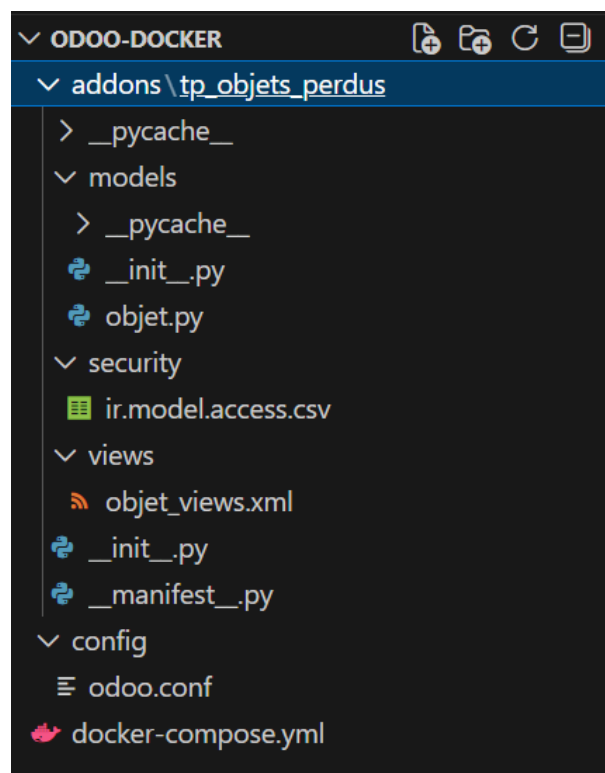 ODOO-DOCKER
addons\tp_objets_perdus
__pycache__
models
__pycache__
__init__.py
objet.py
security
ir.model.access.csv
views
objet_views.xml
__init__.py
__manifest__.py
config
odoo.conf
docker-compose.yml